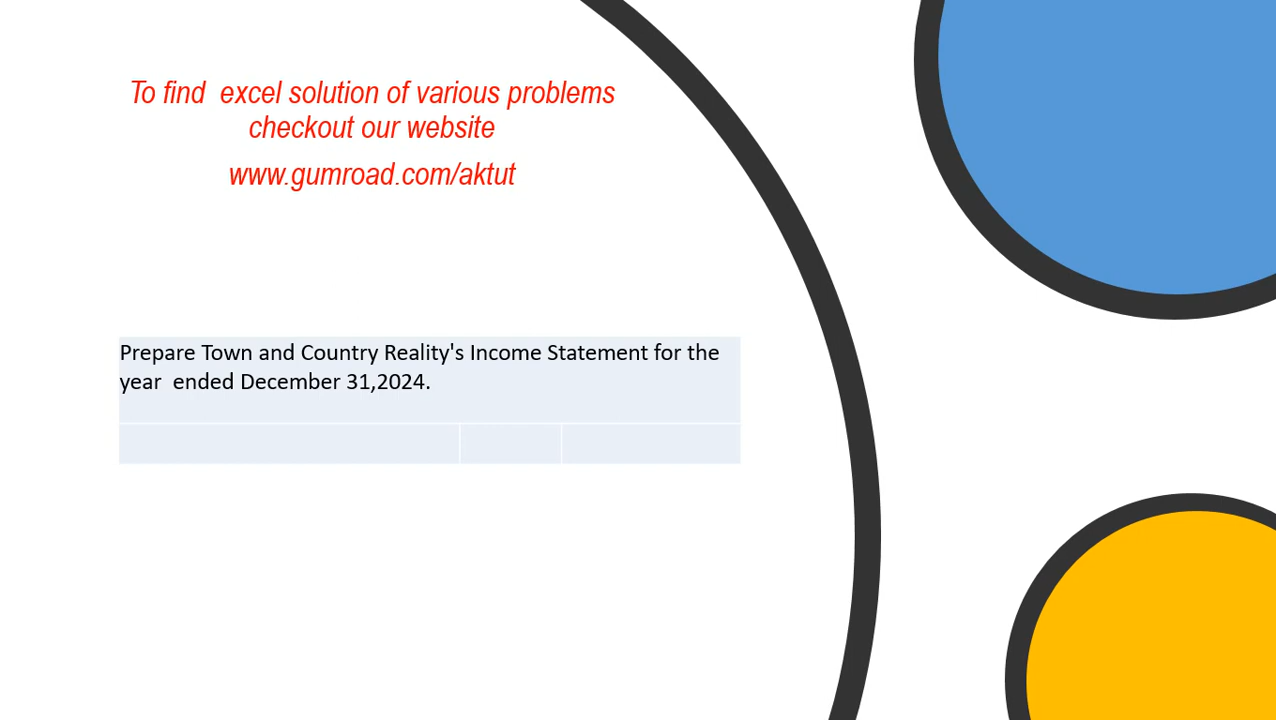 To find  excel solution of various problems
checkout our website
www.gumroad.com/aktut
Prepare Town and Country Reality's Income Statement for the
year  ended December 31,2024.